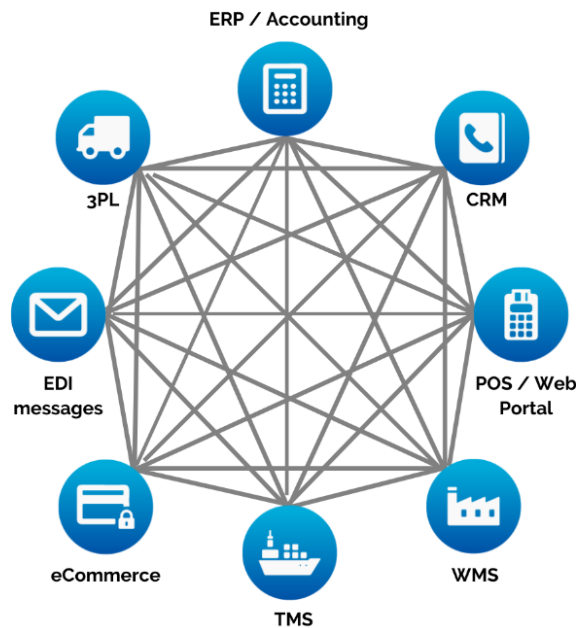 ERP / Accounting
3PL
CRM
EDI
messages
POS / Web
Portal
eCommerce
WMS
TMS